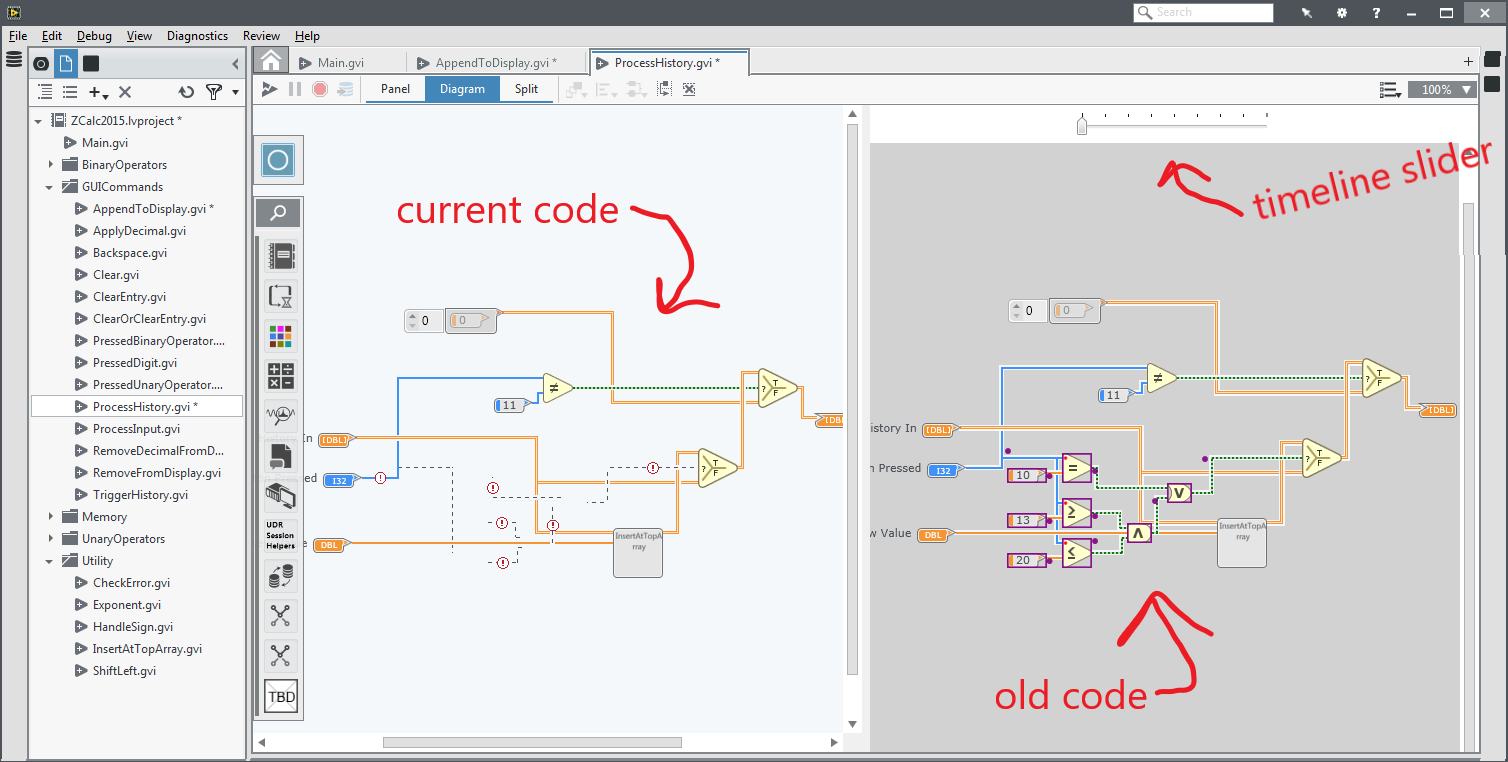 Search
File Edit Debug View Diagnostics Review Help
Main.gvi
AppendToDisplay.gvi *
ProcessHistory.gvi *
Panel Diagram Split
100%
ZCalc2015.lvproject *
Main.gvi
BinaryOperators
GUICommands
AppendToDisplay.gvi *
ApplyDecimal.gvi
Backspace.gvi
Clear.gvi
ClearEntry.gvi
ClearOrClearEntry.gvi
PressedBinaryOperator....
PressedDigit.gvi
PressedUnaryOperator....
ProcessHistory.gvi *
ProcessInput.gvi
RemoveDecimalFromD...
RemoveFromDisplay.gvi
TriggerHistory.gvi
Memory
UnaryOperators
Utility
CheckError.gvi
Exponent.gvi
HandleSign.gvi
InsertAtTopArray.gvi
ShiftLeft.gvi
UDR
Session
Helpers
TBD
current code
0
0
≠
11
? T
F
[DBL]
In [DBL]
ed I32
? T
F
e DBL
InsertAtTopA
rray
timeline slider
0
0
≠
11
? T
F
[DBL]
istory In [DBL]
n Pressed I32
10
=
13
≥
20
≤
V
Λ
? T
F
w Value DBL
InsertAtTopA
rray
old code